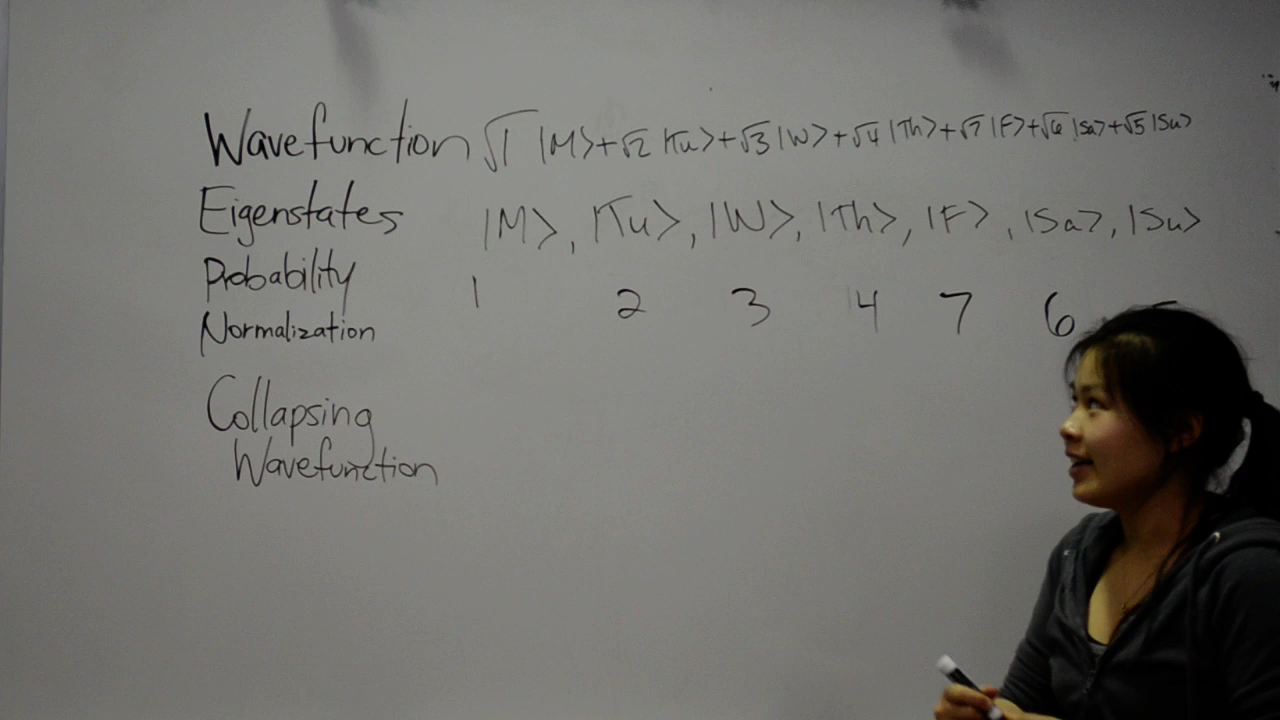 Wavefunction √1 |M>+√2 |Tu>+√3|W>+√4|Th>+√7|F>+√6|Sa>+√5|Su>
Eigenstates |M>, |Tu>, |W>, |Th>, |F>, |Sa>, |Su>
Probability 1 2 3 4 7 6
Normalization
Collapsing
Wavefunction